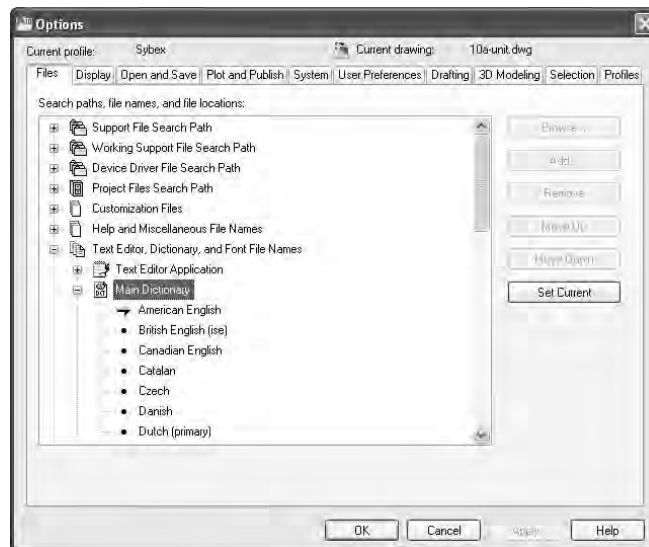 Options
Current profile: Sybex Current drawing: 10a-unit.dwg
Files Display Open and Save Plot and Publish System User Preferences Drafting 3D Modeling Selection Profiles
Search paths, file names, and file locations:
Support File Search Path
Working Support File Search Path
Device Driver File Search Path
Project Files Search Path
Customization Files
Help and Miscellaneous File Names
Text Editor, Dictionary, and Font File Names
Text Editor Application
Main Dictionary
American English
British English (ise)
Canadian English
Catalan
Czech
Danish
Dutch (primary)
Browse...
Add...
Remove
Move Up
Move Down
Set Current
OK Cancel Apply Help